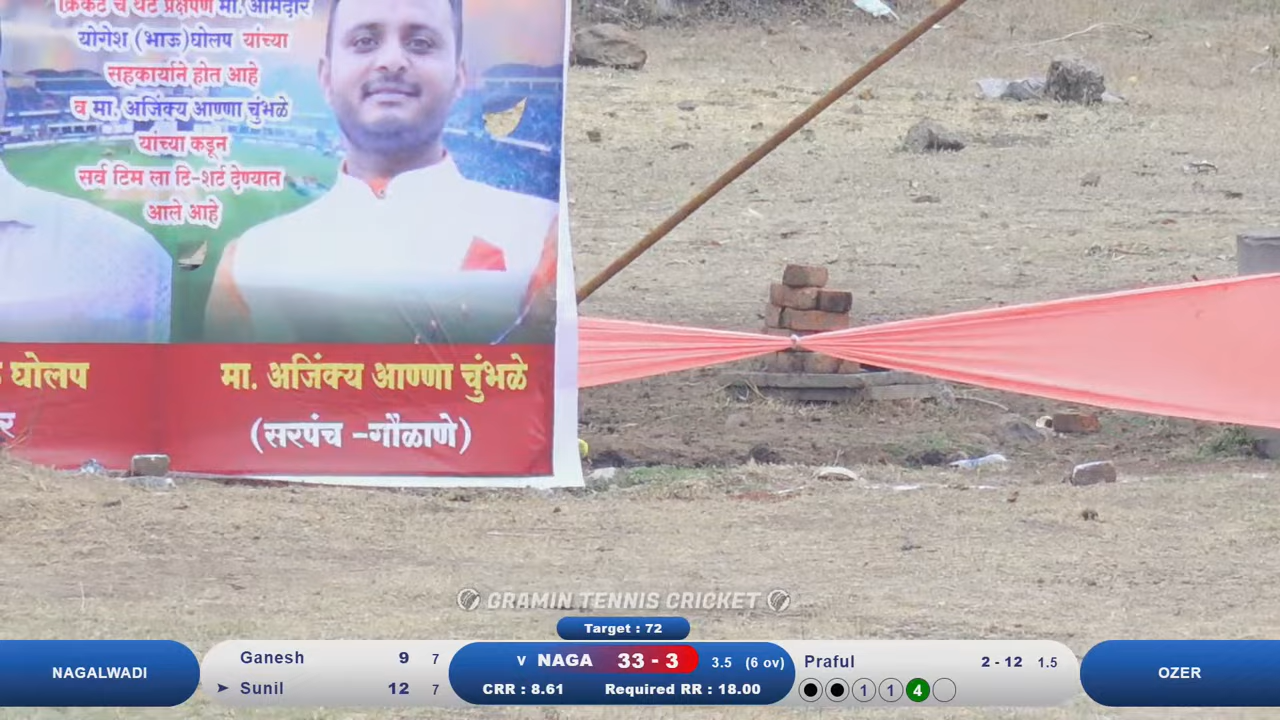 क्रिकेट चे थेट प्रक्षेपण मा. आमदार
योगेश (भाऊ)घोलप यांच्या
सहकार्याने होत आहे
व मा. अजिंक्य आण्णा चुंभळे
यांच्या कडून
सर्व टिम ला टि-शर्ट देण्यात
आले आहे
घोलप
मा. अजिंक्य आण्णा चुंभळे
र
(सरपंच -गौळाणे)
GRAMIN TENNIS CRICKET
Target : 72
NAGALWADI
Ganesh 9 7
Sunil 12 7
v NAGA 33 - 3 3.5 (6 ov)
CRR : 8.61 Required RR : 18.00
Praful 2 - 12 1.5
1 1 4
OZER